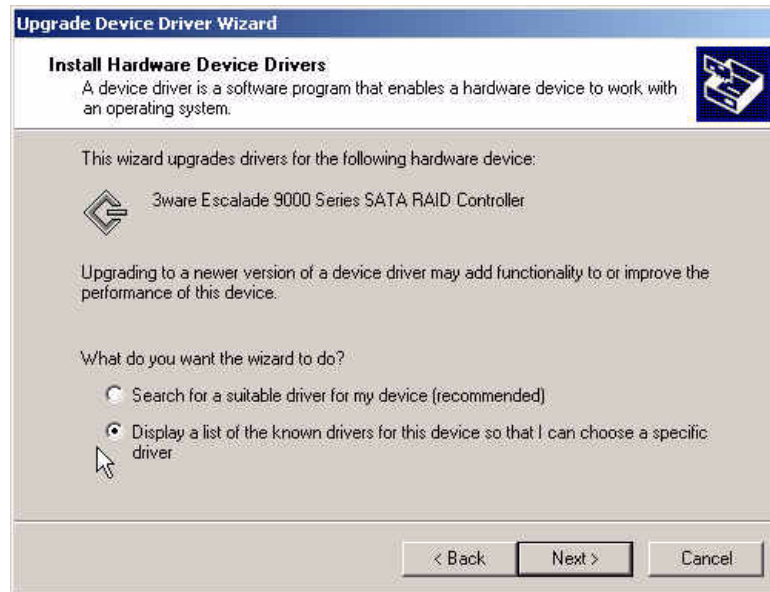 Upgrade Device Driver Wizard
Install Hardware Device Drivers
A device driver is a software program that enables a hardware device to work with
an operating system.
This wizard upgrades drivers for the following hardware device:
3ware Escalade 9000 Series SATA RAID Controller
Upgrading to a newer version of a device driver may add functionality to or improve the
performance of this device.
What do you want the wizard to do?
Search for a suitable driver for my device (recommended)
Display a list of the known drivers for this device so that I can choose a specific
driver
< Back Next > Cancel